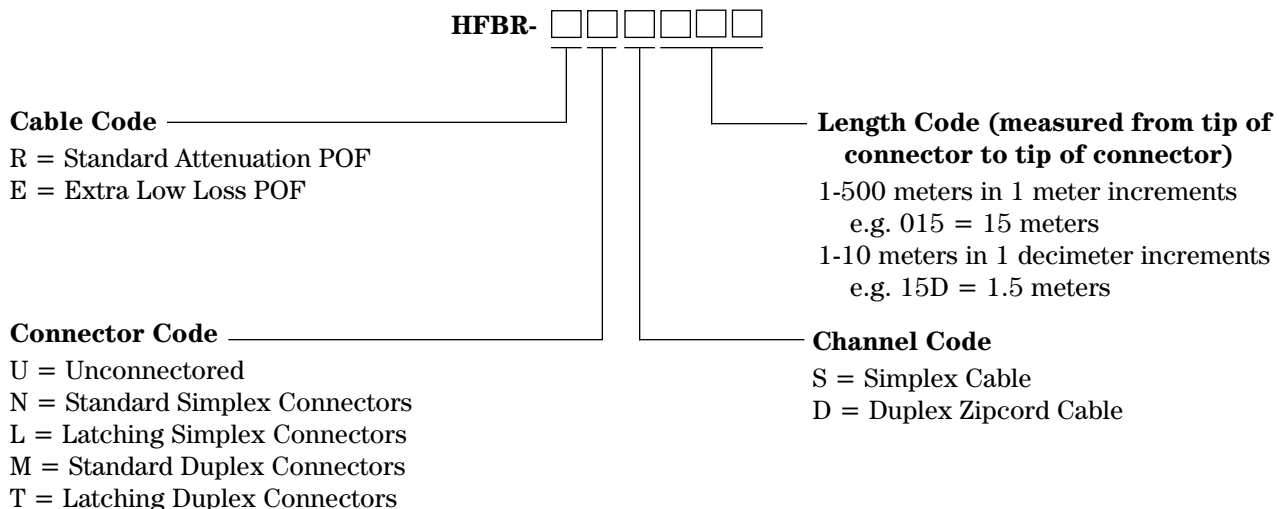 HFBR-
Cable Code
R = Standard Attenuation POF
E = Extra Low Loss POF
Length Code (measured from tip of
connector to tip of connector)
1-500 meters in 1 meter increments
e.g. 015 = 15 meters
1-10 meters in 1 decimeter increments
e.g. 15D = 1.5 meters
Connector Code
U = Unconnectored
N = Standard Simplex Connectors
L = Latching Simplex Connectors
M = Standard Duplex Connectors
T = Latching Duplex Connectors
Channel Code
S = Simplex Cable
D = Duplex Zipcord Cable